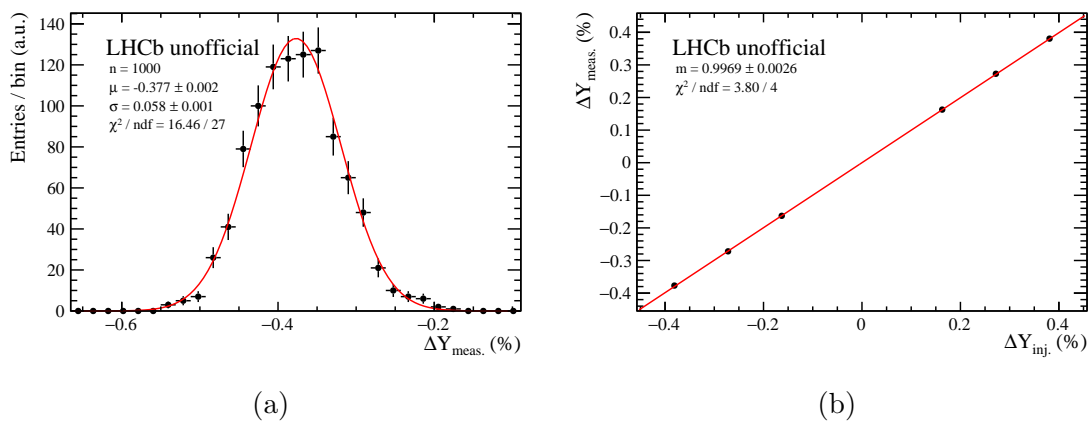 140
120
100
80
60
40
20
0
Entries / bin (a.u.)
LHCb unofficial
n = 1000
μ = -0.377 ± 0.002
σ = 0.058 ± 0.001
χ² / ndf = 16.46 / 27
−0.6 −0.4 −0.2
ΔY_meas. (%)
(a)
0.4
0.3
0.2
0.1
0
−0.1
−0.2
−0.3
−0.4
ΔY_meas. (%)
LHCb unofficial
m = 0.9969 ± 0.0026
χ² / ndf = 3.80 / 4
−0.4 −0.2 0 0.2 0.4
ΔY_inj. (%)
(b)